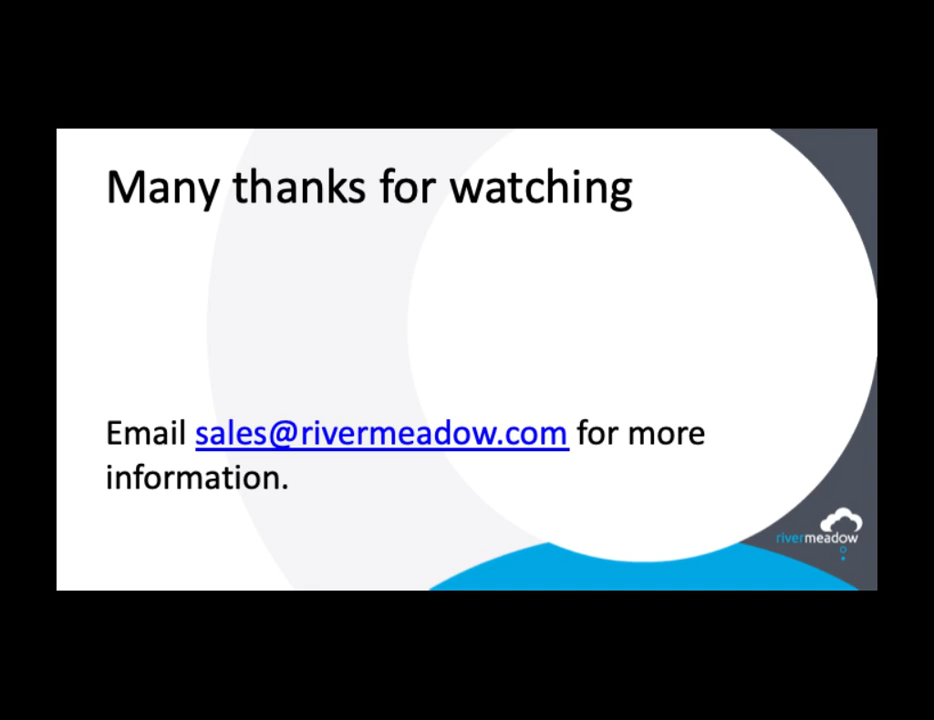 Many thanks for watching
Email sales@rivermeadow.com for more
information.
rivermeadow